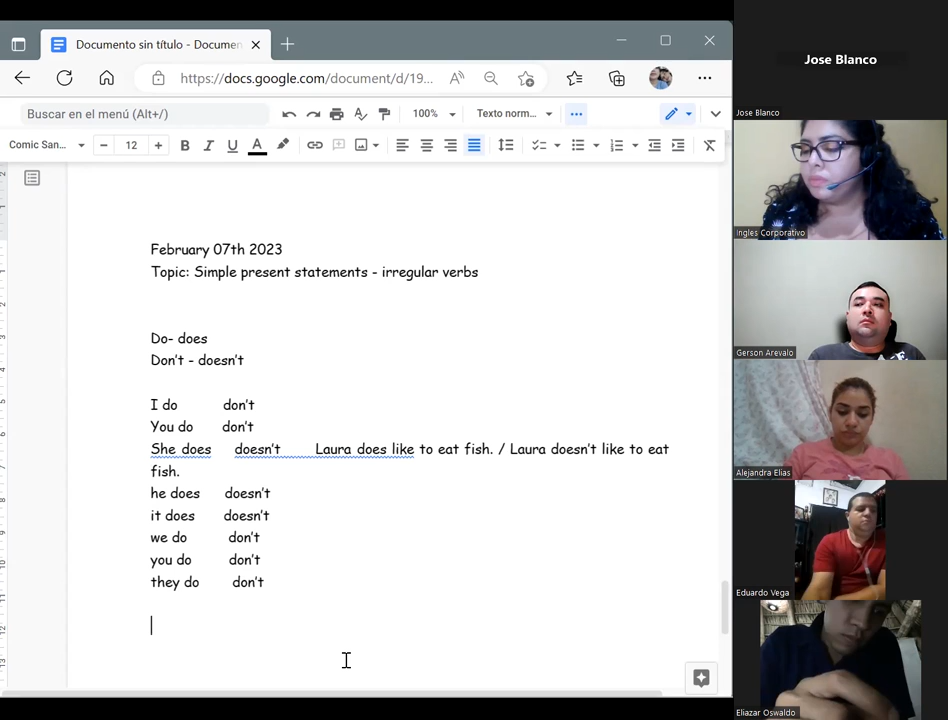 Documento sin título - Documen
https://docs.google.com/document/d/19...
Buscar en el menú (Alt+/)
100%
Texto norm...
Comic San...
12
February 07th 2023
Topic: Simple present statements - irregular verbs
Do- does
Don't - doesn't
I do don't
You do don't
She does doesn't Laura does like to eat fish. / Laura doesn't like to eat
fish.
he does doesn't
it does doesn't
we do don't
you do don't
they do don't
Jose Blanco
Jose Blanco
Ingles Corporativo
Gerson Arevalo
Alejandra Elias
Eduardo Vega
Eliazar Oswaldo